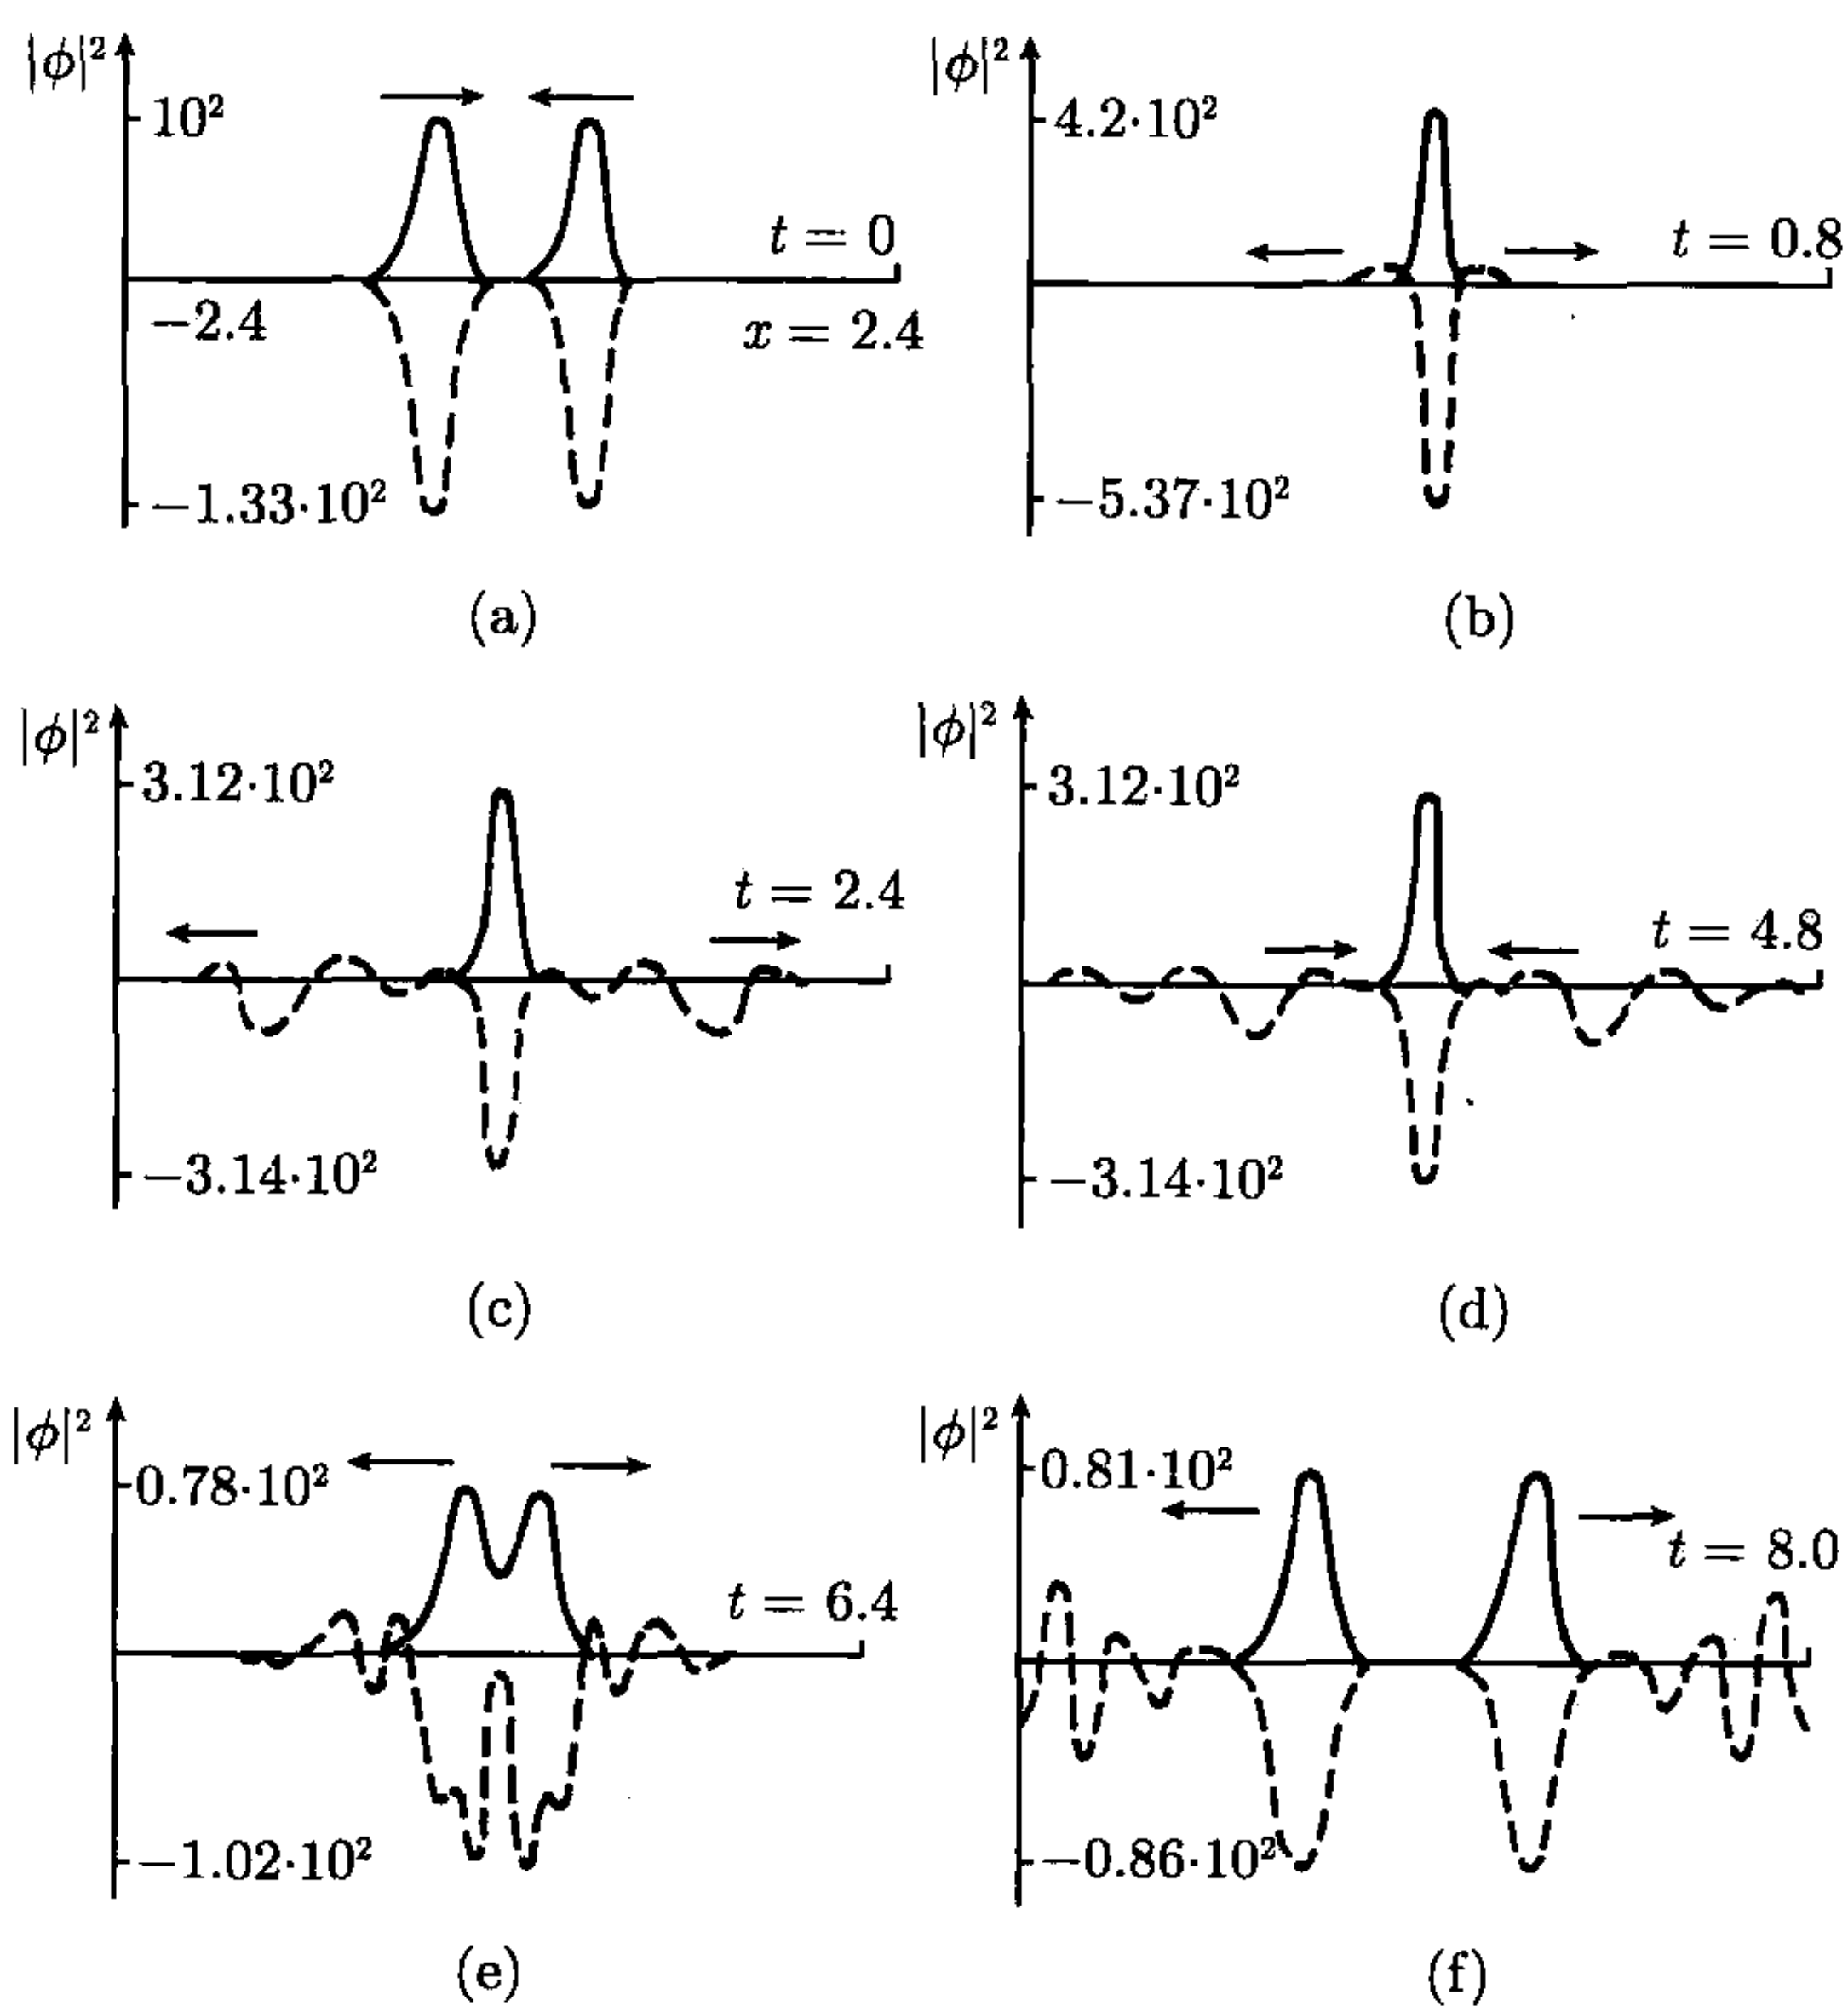 |ϕ|²
10²
t = 0
−2.4
x = 2.4
−1.33·10²
(a)
|ϕ|²
4.2·10²
t = 0.8
−5.37·10²
(b)
|ϕ|²
3.12·10²
t = 2.4
−3.14·10²
(c)
|ϕ|²
3.12·10²
t = 4.8
−3.14·10²
(d)
|ϕ|²
0.78·10²
t = 6.4
−1.02·10²
(e)
|ϕ|²
0.81·10²
t = 8.0
−0.86·10²
(f)